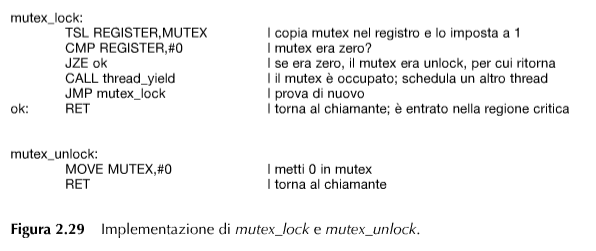 mutex_lock:
TSL REGISTER,MUTEX | copia mutex nel registro e lo imposta a 1
CMP REGISTER,#0 | mutex era zero?
JZE ok | se era zero, il mutex era unlock, per cui ritorna
CALL thread_yield | il mutex è occupato; schedula un altro thread
JMP mutex_lock | prova di nuovo
ok: RET | torna al chiamante; è entrato nella regione critica
mutex_unlock:
MOVE MUTEX,#0 | metti 0 in mutex
RET | torna al chiamante
Figura 2.29 Implementazione di mutex_lock e mutex_unlock.